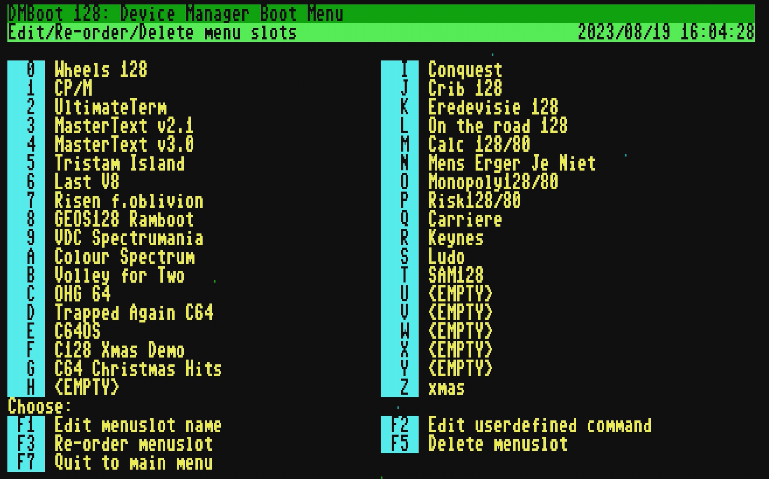 DMBoot 128: Device Manager Boot Menu
Edit/Re-order/Delete menu slots 2023/08/19 16:04:28
0 Wheels 128
1 CP/M
2 UltimateTerm
3 MasterText v2.1
4 MasterText v3.0
5 Tristam Island
6 Last V8
7 Risen f.oblivion
8 GEOS128 Ramboot
9 VDC Spectrumania
A Colour Spectrum
B Volley for Two
C OHG 64
D Trapped Again C64
E C64OS
F C128 Xmas Demo
G C64 Christmas Hits
H <EMPTY>
I Conquest
J Crib 128
K Eredevisie 128
L On the road 128
M Calc 128/80
N Mens Erger Je Niet
O Monopoly128/80
P Risk128/80
Q Carriere
R Keynes
S Ludo
T SAM128
U <EMPTY>
V <EMPTY>
W <EMPTY>
X <EMPTY>
Y <EMPTY>
Z xmas
Choose:
F1 Edit menuslot name
F2 Edit userdefined command
F3 Re-order menuslot
F5 Delete menuslot
F7 Quit to main menu